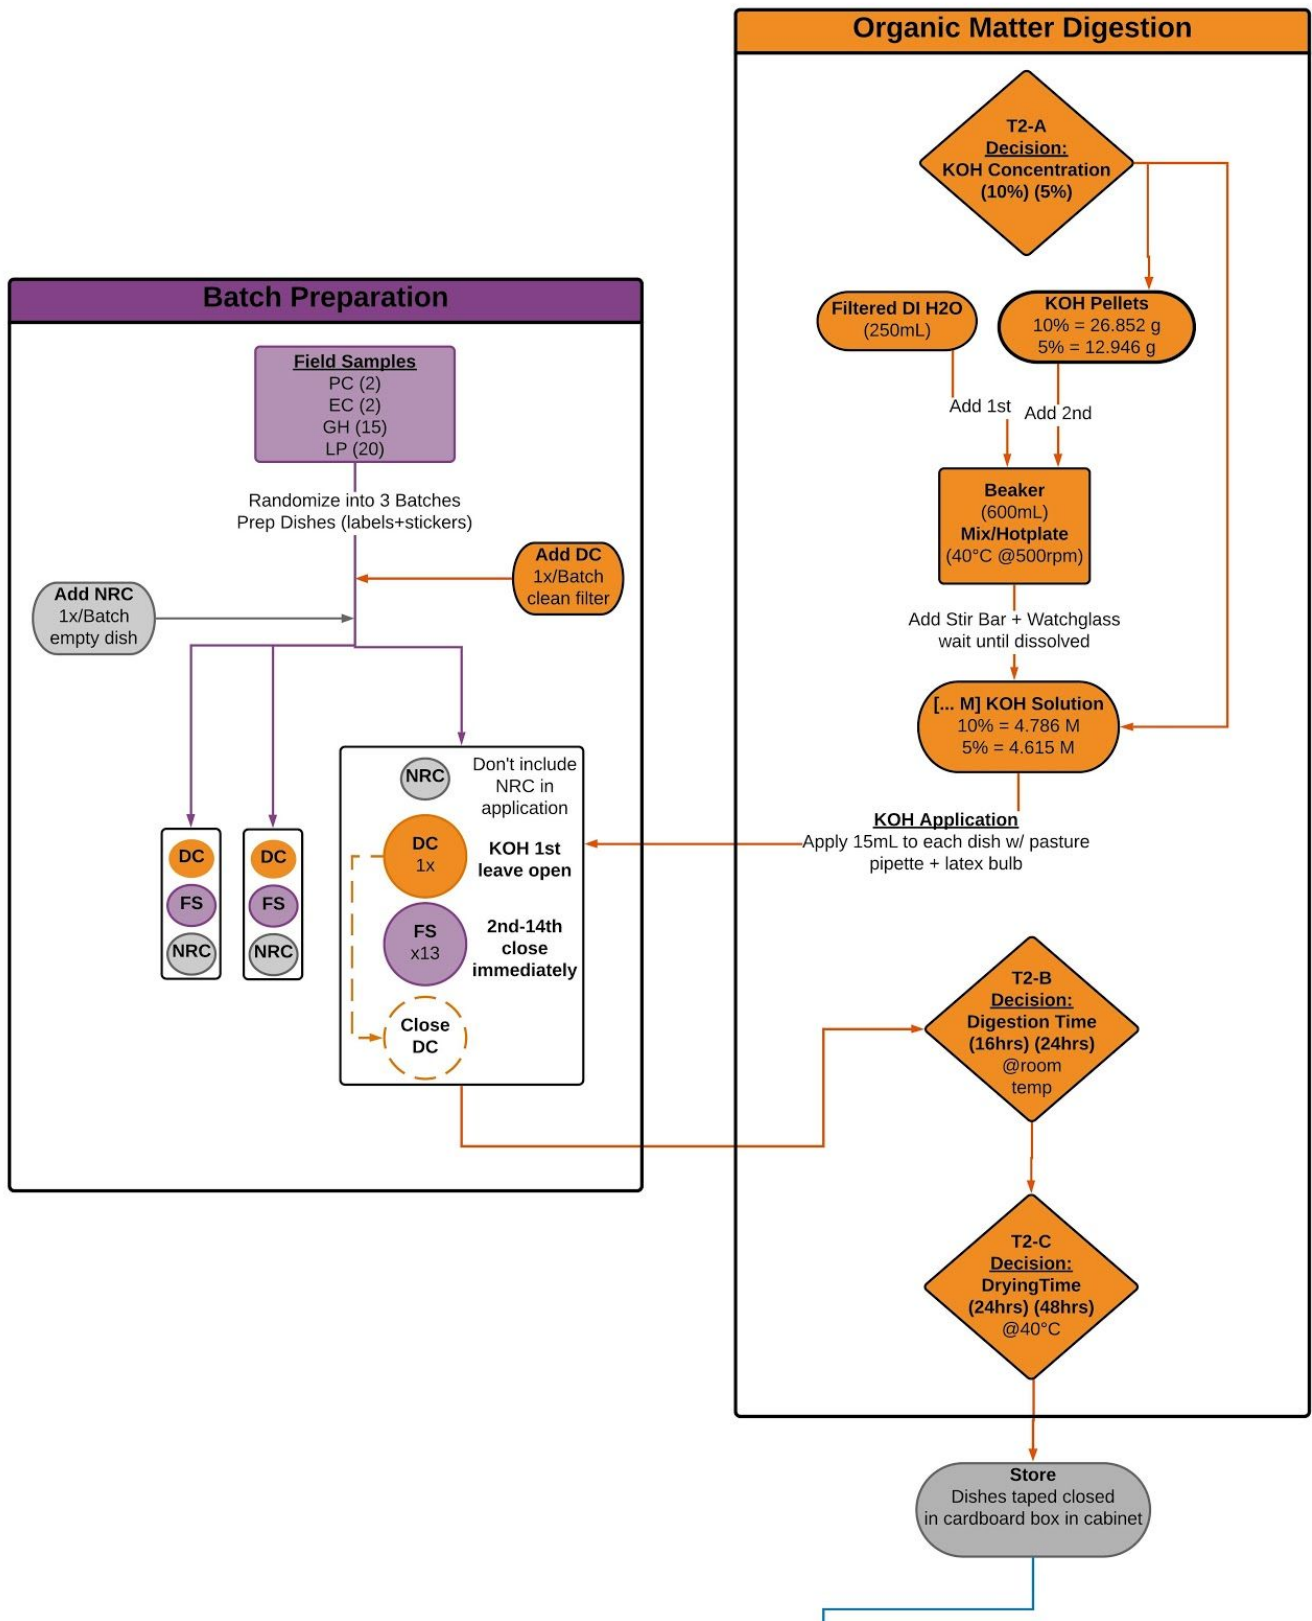 Organic Matter Digestion
T2-A
Decision:
KOH Concentration
(10%) (5%)
Filtered DI H2O
(250mL)
KOH Pellets
10% = 26.852 g
5% = 12.946 g
Add 1st
Add 2nd
Beaker
(600mL)
Mix/Hotplate
(40°C @500rpm)
Add Stir Bar + Watchglass
wait until dissolved
[... M] KOH Solution
10% = 4.786 M
5% = 4.615 M
KOH Application
Apply 15mL to each dish w/ pasture
pipette + latex bulb
Batch Preparation
Field Samples
PC (2)
EC (2)
GH (15)
LP (20)
Randomize into 3 Batches
Prep Dishes (labels+stickers)
Add DC
1x/Batch
clean filter
Add NRC
1x/Batch
empty dish
DC
FS
NRC
DC
FS
NRC
NRC
Don't include
NRC in
application
DC
1x
KOH 1st
leave open
FS
x13
2nd-14th
close
immediately
Close
DC
T2-B
Decision:
Digestion Time
(16hrs) (24hrs)
@room
temp
T2-C
Decision:
DryingTime
(24hrs) (48hrs)
@40°C
Store
Dishes taped closed
in cardboard box in cabinet